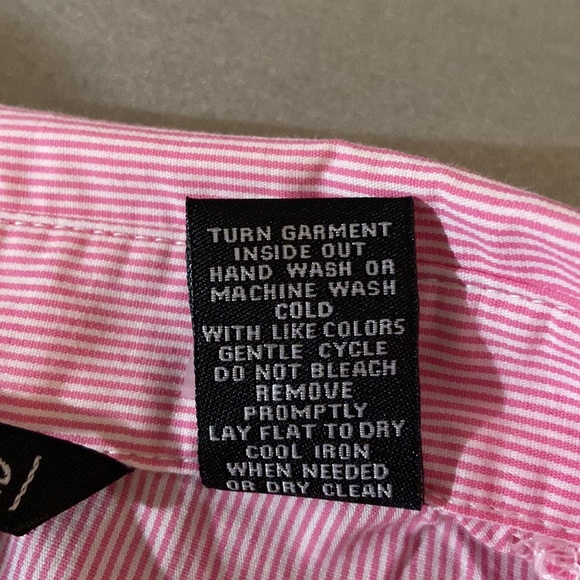 TURN GARMENT
INSIDE OUT
HAND WASH OR
MACHINE WASH
COLD
WITH LIKE COLORS
GENTLE CYCLE
DO NOT BLEACH
REMOVE
PROMPTLY
LAY FLAT TO DRY
COOL IRON
WHEN NEEDED
OR DRY CLEAN